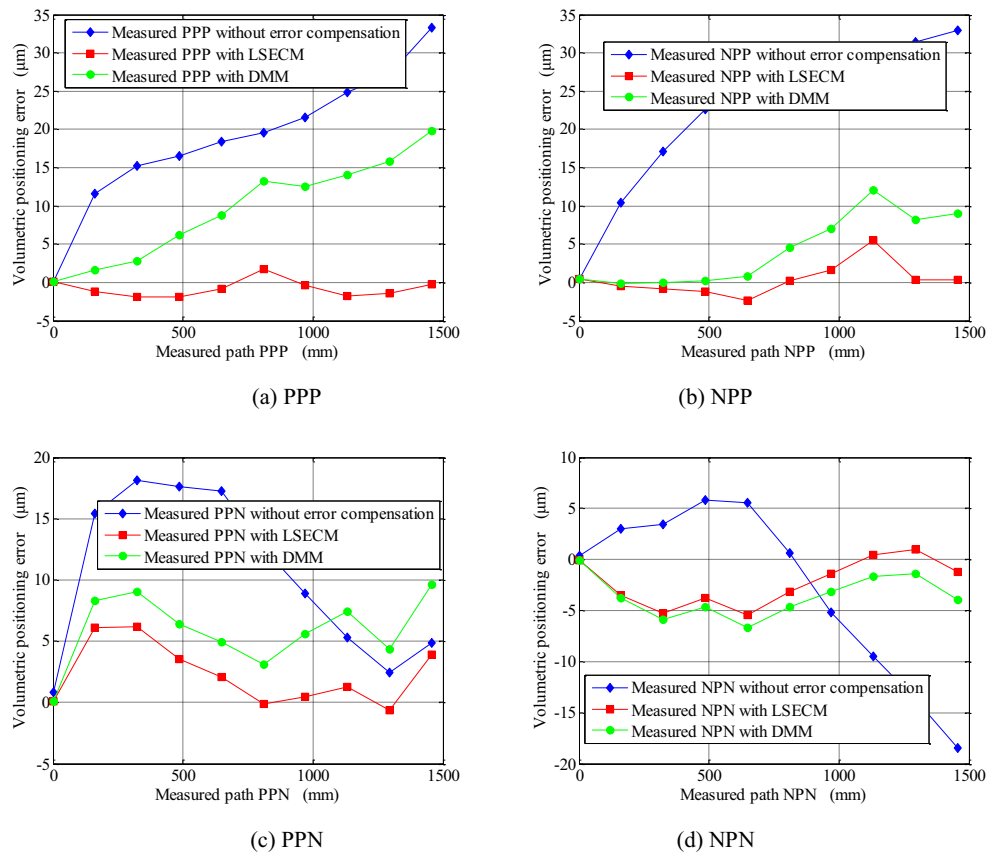 35
30
25
20
15
10
5
0
-5
0
500
1000
1500
Volumetric positioning error (μm)
Measured path PPP (mm)
Measured PPP without error compensation
Measured PPP with LSECM
Measured PPP with DMM
(a) PPP
35
30
25
20
15
10
5
0
-5
0
500
1000
1500
Volumetric positioning error (μm)
Measured path NPP (mm)
Measured NPP without error compensation
Measured NPP with LSECM
Measured NPP with DMM
(b) NPP
20
15
10
5
0
-5
0
500
1000
1500
Volumetric positioning error (μm)
Measured path PPN (mm)
Measured PPN without error compensation
Measured PPN with LSECM
Measured PPN with DMM
(c) PPN
10
5
0
-5
-10
-15
-20
0
500
1000
1500
Volumetric positioning error (μm)
Measured path NPN (mm)
Measured NPN without error compensation
Measured NPN with LSECM
Measured NPN with DMM
(d) NPN